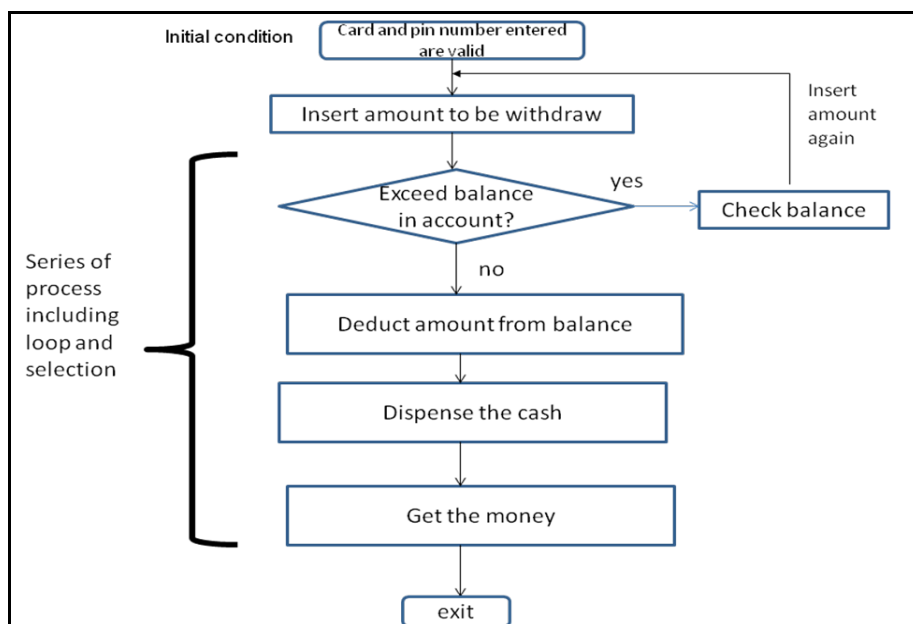 Initial condition
Card and pin number entered
are valid
Insert amount to be withdraw
Insert
amount
again
Exceed balance
in account?
yes
Check balance
no
Series of
process
including
loop and
selection
Deduct amount from balance
Dispense the cash
Get the money
exit